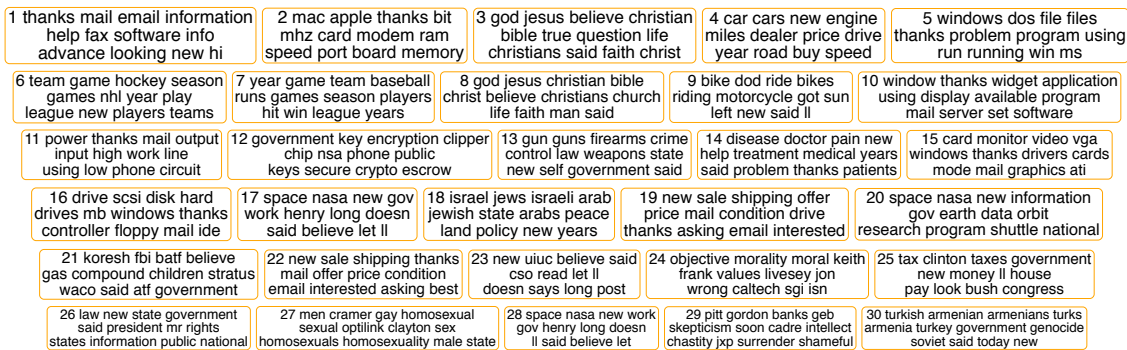 1 thanks mail email information
help fax software info
advance looking new hi
2 mac apple thanks bit
mhz card modem ram
speed port board memory
3 god jesus believe christian
bible true question life
christians said faith christ
4 car cars new engine
miles dealer price drive
year road buy speed
5 windows dos file files
thanks problem program using
run running win ms
6 team game hockey season
games nhl year play
league new players teams
7 year game team baseball
runs games season players
hit win league years
8 god jesus christian bible
christ believe christians church
life faith man said
9 bike dod ride bikes
riding motorcycle got sun
left new said ll
10 window thanks widget application
using display available program
mail server set software
11 power thanks mail output
input high work line
using low phone circuit
12 government key encryption clipper
chip nsa phone public
keys secure crypto escrow
13 gun guns firearms crime
control law weapons state
new self government said
14 disease doctor pain new
help treatment medical years
said problem thanks patients
15 card monitor video vga
windows thanks drivers cards
mode mail graphics ati
16 drive scsi disk hard
drives mb windows thanks
controller floppy mail ide
17 space nasa new gov
work henry long doesn
said believe let ll
18 israel jews israeli arab
jewish state arabs peace
land policy new years
19 new sale shipping offer
price mail condition drive
thanks asking email interested
20 space nasa new information
gov earth data orbit
research program shuttle national
21 koresh fbi batf believe
gas compound children stratus
waco said atf government
22 new sale shipping thanks
mail offer price condition
email interested asking best
23 new uiuc believe said
cso read let ll
doesn says long post
24 objective morality moral keith
frank values livesey jon
wrong caltech sgi isn
25 tax clinton taxes government
new money ll house
pay look bush congress
26 law new state government
said president mr rights
states information public national
27 men cramer gay homosexual
sexual optilink clayton sex
homosexuals homosexuality male state
28 space nasa new work
gov henry long doesn
ll said believe let
29 pitt gordon banks geb
skepticism soon cadre intellect
chastity jxp surrender shameful
30 turkish armenian armenians turks
armenia turkey government genocide
soviet said today new